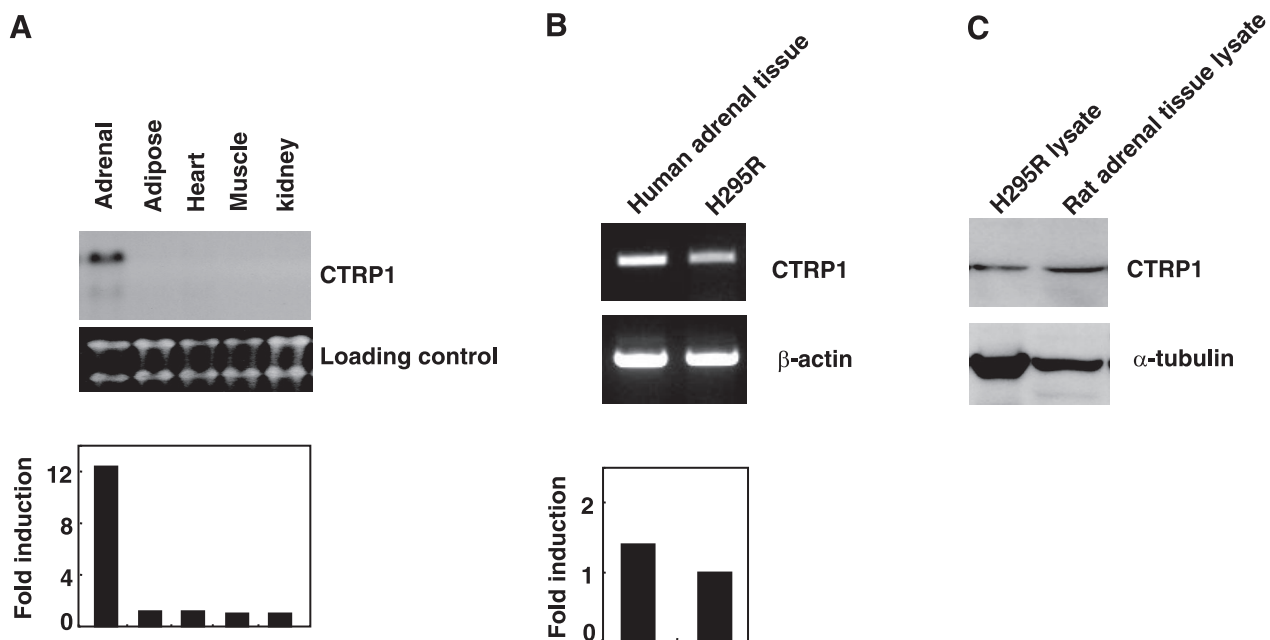 A
Adrenal
Adipose
Heart
Muscle
kidney
CTRP1
Loading control
Fold induction
12
8
4
0
B
Human adrenal tissue
H295R
CTRP1
β-actin
Fold induction
2
1
0
C
H295R lysate
Rat adrenal tissue lysate
CTRP1
α-tubulin